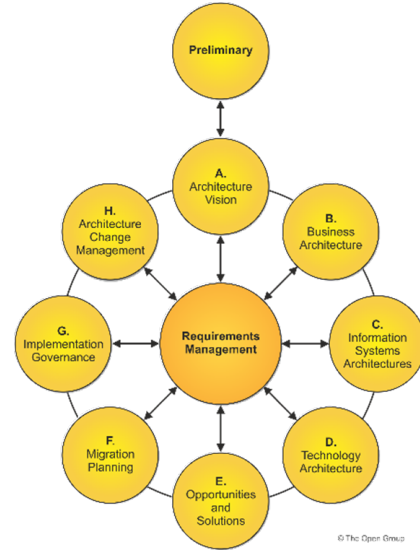 Preliminary
A.
Architecture
Vision
H.
Architecture
Change
Management
B.
Business
Architecture
G.
Implementation
Governance
Requirements
Management
C.
Information
Systems
Architectures
F.
Migration
Planning
D.
Technology
Architecture
E.
Opportunities
and
Solutions
© The Open Group